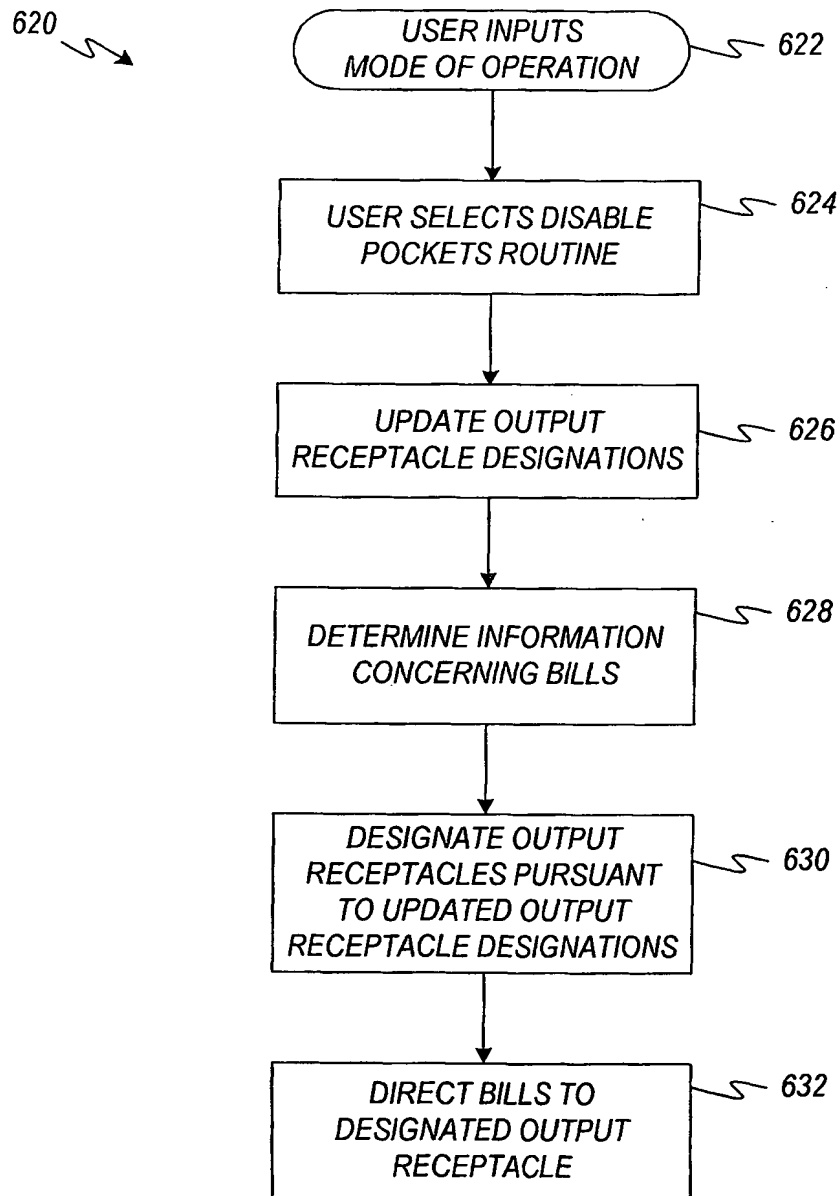 620
USER INPUTS
MODE OF OPERATION
622
USER SELECTS DISABLE
POCKETS ROUTINE
624
UPDATE OUTPUT
RECEPTACLE DESIGNATIONS
626
DETERMINE INFORMATION
CONCERNING BILLS
628
DESIGNATE OUTPUT
RECEPTACLES PURSUANT
TO UPDATED OUTPUT
RECEPTACLE DESIGNATIONS
630
DIRECT BILLS TO
DESIGNATED OUTPUT
RECEPTACLE
632